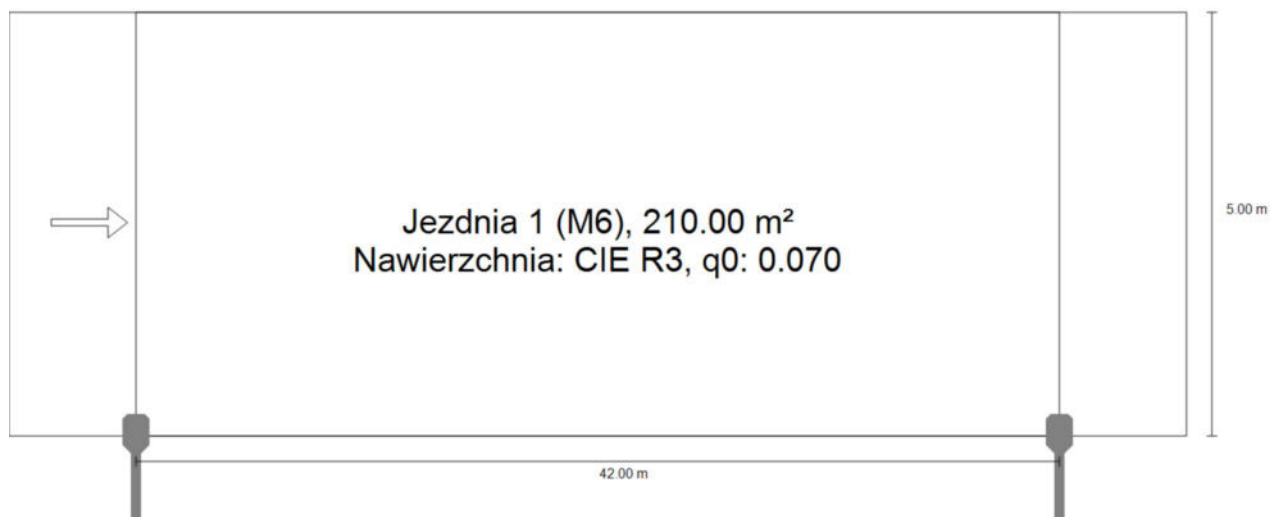 Jezdnia 1 (M6), 210.00 m²
Nawierzchnia: CIE R3, q0: 0.070
5.00 m
42.00 m